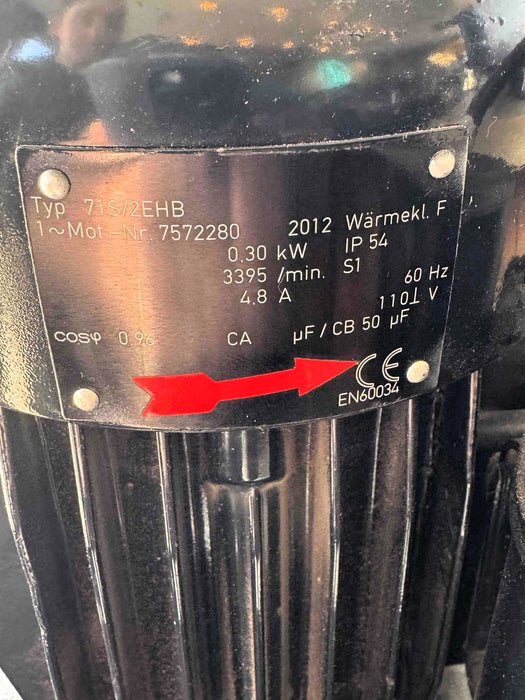 Typ 71S/2EHB
1~Mot.-Nr. 7572280 2012 Wärmekl. F
0.30 kW IP 54
3395 /min. S1
4.8 A 60 Hz
110⊥ V
cosφ 0,96 CA µF / CB 50 µF
CE
EN60034